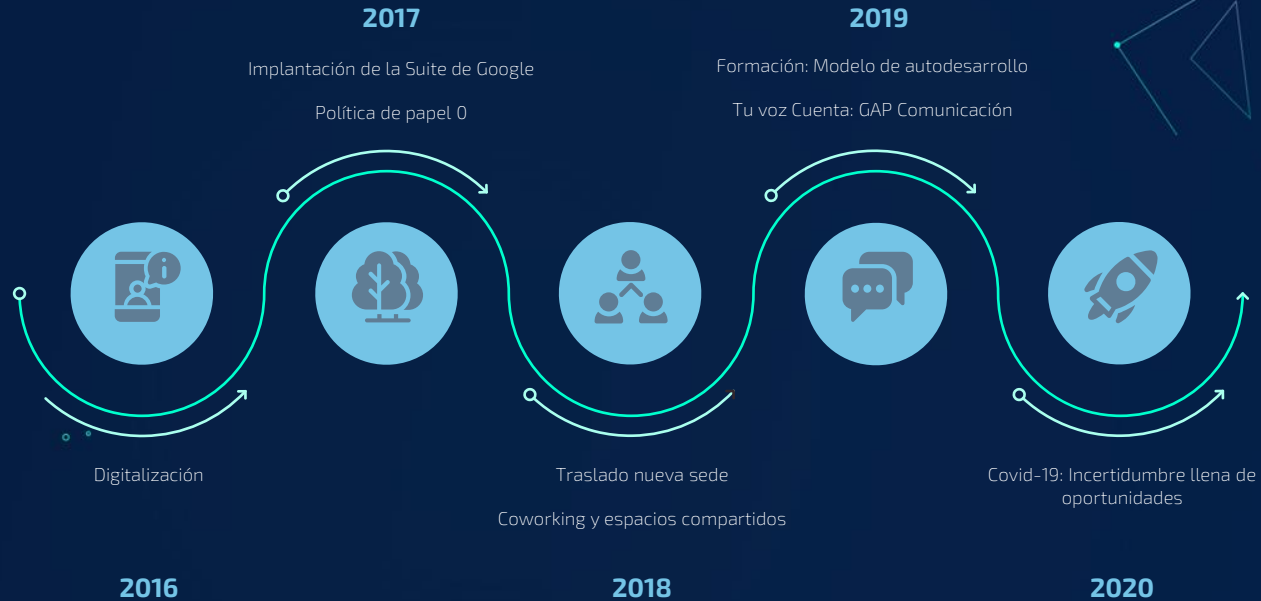 2017
Implantación de la Suite de Google
Política de papel 0
2019
Formación: Modelo de autodesarrollo
Tu voz Cuenta: GAP Comunicación
Digitalización
2016
Traslado nueva sede
Coworking y espacios compartidos
2018
Covid-19: Incertidumbre llena de
oportunidades
2020